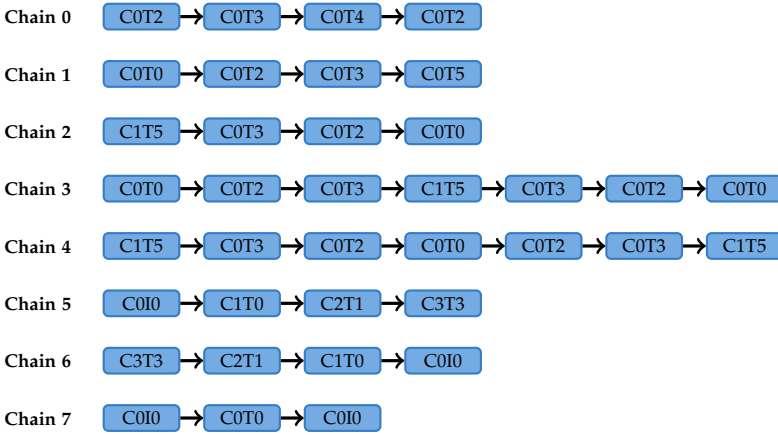 Chain 0 C0T2 C0T3 C0T4 C0T2
Chain 1 C0T0 C0T2 C0T3 C0T5
Chain 2 C1T5 C0T3 C0T2 C0T0
Chain 3 C0T0 C0T2 C0T3 C1T5 C0T3 C0T2 C0T0
Chain 4 C1T5 C0T3 C0T2 C0T0 C0T2 C0T3 C1T5
Chain 5 C0I0 C1T0 C2T1 C3T3
Chain 6 C3T3 C2T1 C1T0 C0I0
Chain 7 C0I0 C0T0 C0I0